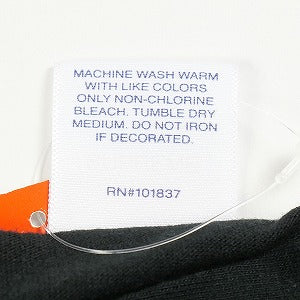 MACHINE WASH WARM
WITH LIKE COLORS
ONLY NON-CHLORINE
BLEACH. TUMBLE DRY
MEDIUM. DO NOT IRON
IF DECORATED.
RN#101837